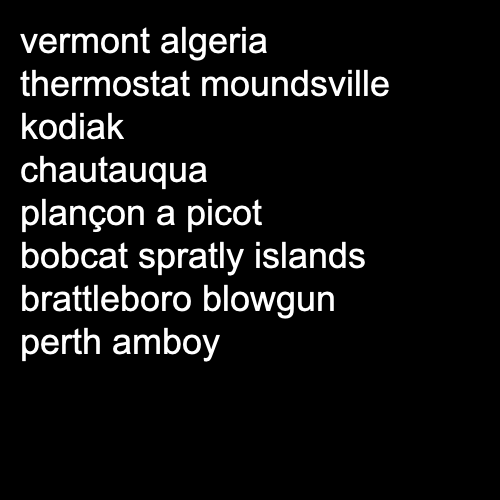 vermont algeria
thermostat moundsville
kodiak
chautauqua
plançon a picot
bobcat spratly islands
brattleboro blowgun
perth amboy